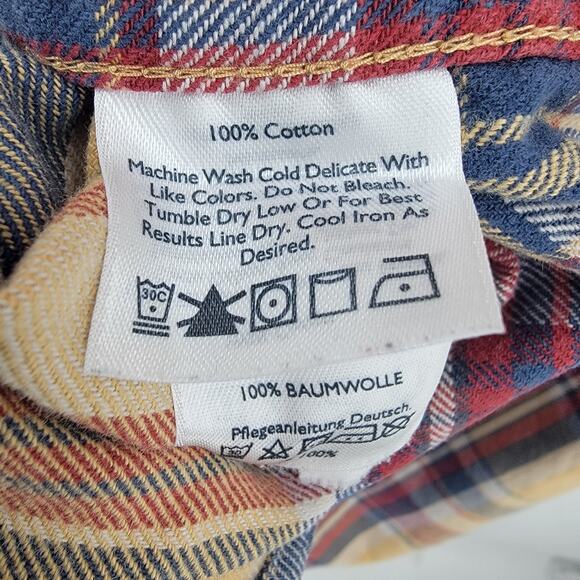 100% Cotton
Machine Wash Cold Delicate With
Like Colors. Do Not Bleach.
Tumble Dry Low Or For Best
Results Line Dry. Cool Iron As
Desired.
30C
100% BAUMWOLLE
Pflegeanleitung Deutsch
100%